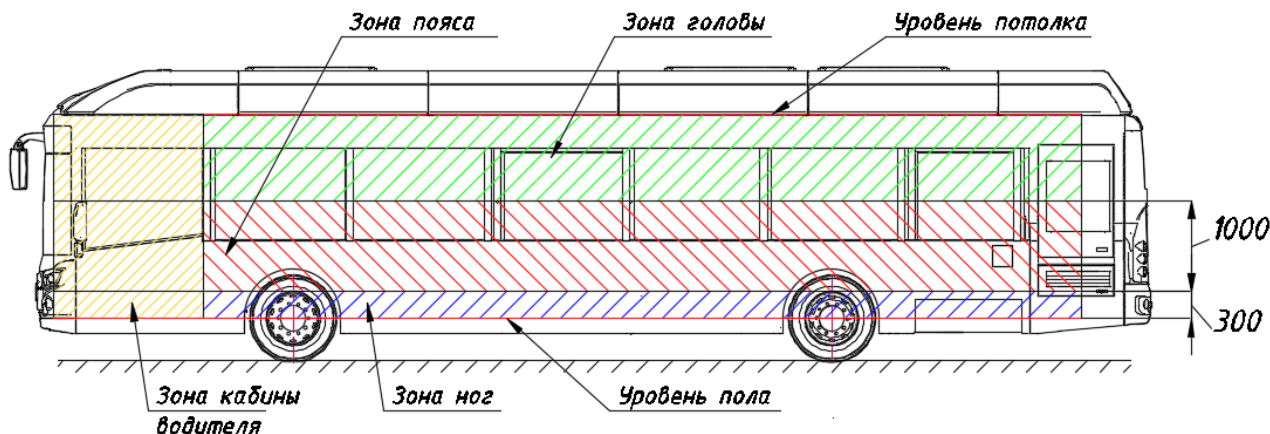 Зона пояса
Зона головы
Уровень потолка
1000
300
Зона кабины
водителя
Зона ног
Уровень пола